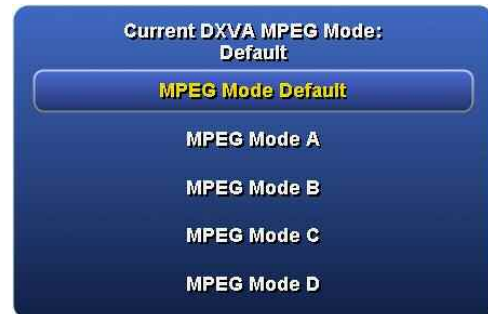 Current DXVA MPEG Mode:
Default
MPEG Mode Default
MPEG Mode A
MPEG Mode B
MPEG Mode C
MPEG Mode D